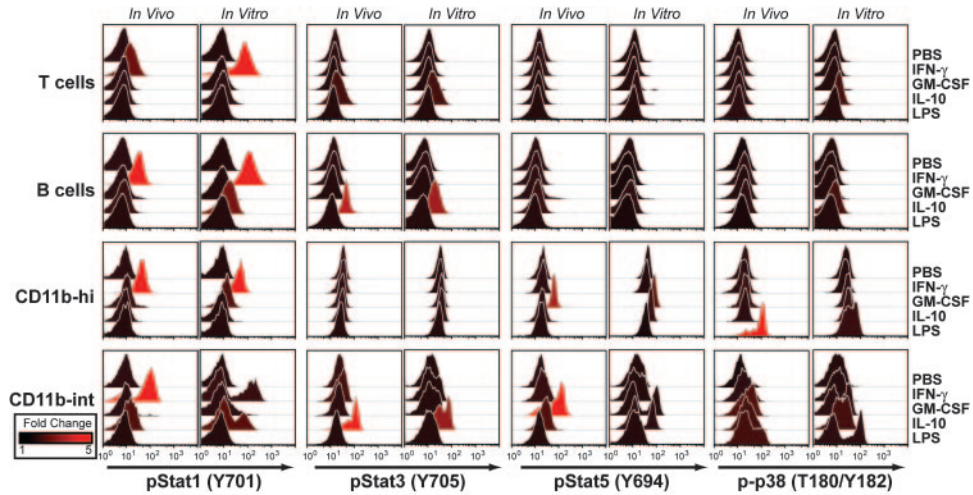 In Vivo In Vitro In Vivo In Vitro In Vivo In Vitro In Vivo In Vitro
T cells
PBS
IFN-γ
GM-CSF
IL-10
LPS
B cells
PBS
IFN-γ
GM-CSF
IL-10
LPS
CD11b-hi
PBS
IFN-γ
GM-CSF
IL-10
LPS
CD11b-int
PBS
IFN-γ
GM-CSF
IL-10
LPS
Fold Change
1 5
10⁰ 10¹ 10² 10³ 10⁰ 10¹ 10² 10³ 10⁰ 10¹ 10² 10³ 10⁰ 10¹ 10² 10³ 10⁰ 10¹ 10² 10³ 10⁰ 10¹ 10² 10³ 10⁰ 10¹ 10² 10³ 10⁰ 10¹ 10² 10³
pStat1 (Y701) pStat3 (Y705) pStat5 (Y694) p-p38 (T180/Y182)